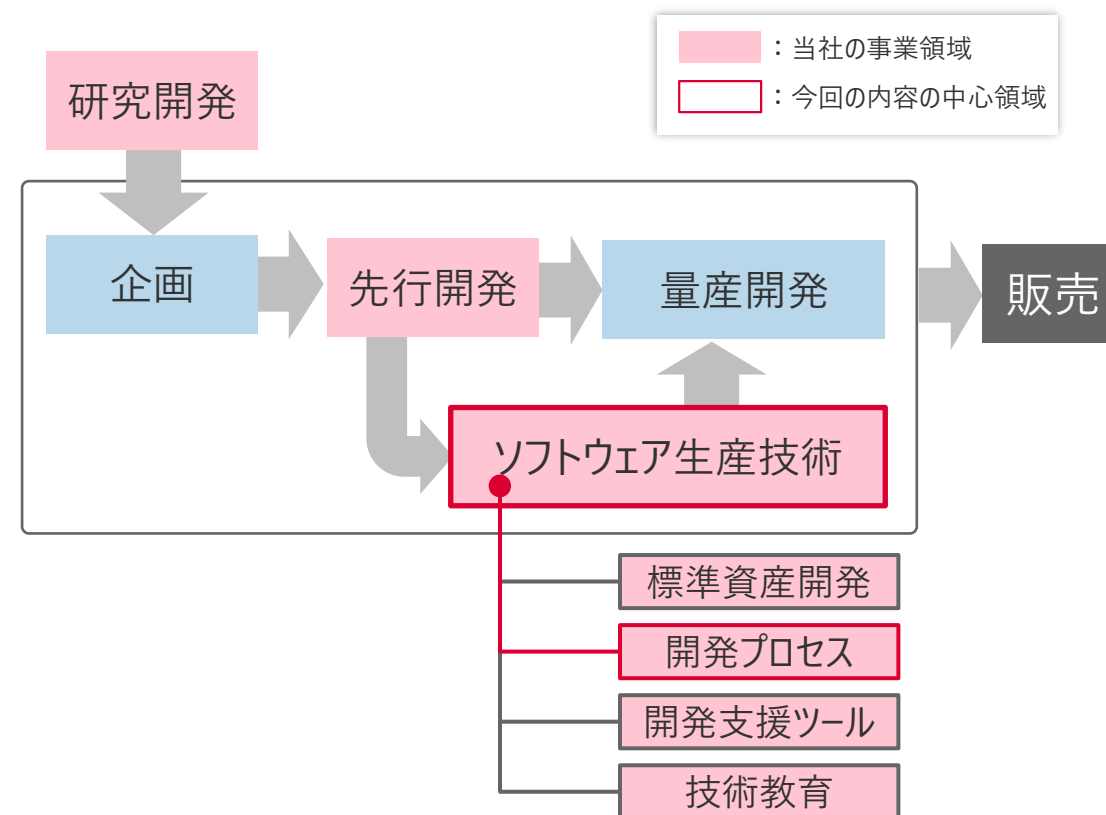 ：当社の事業領域
：今回の内容の中心領域
研究開発
企画
先行開発
量産開発
販売
ソフトウェア生産技術
標準資産開発
開発プロセス
開発支援ツール
技術教育